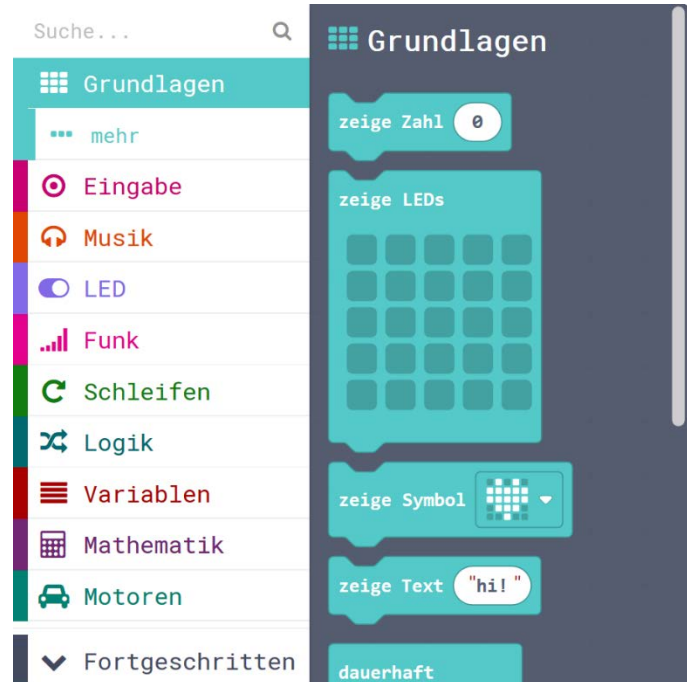 Suche...
Grundlagen
mehr
Eingabe
Musik
LED
Funk
Schleifen
Logik
Variablen
Mathematik
Motoren
Fortgeschritten
Grundlagen
zeige Zahl 0
zeige LEDs
zeige Symbol
zeige Text "hi!"
dauerhaft